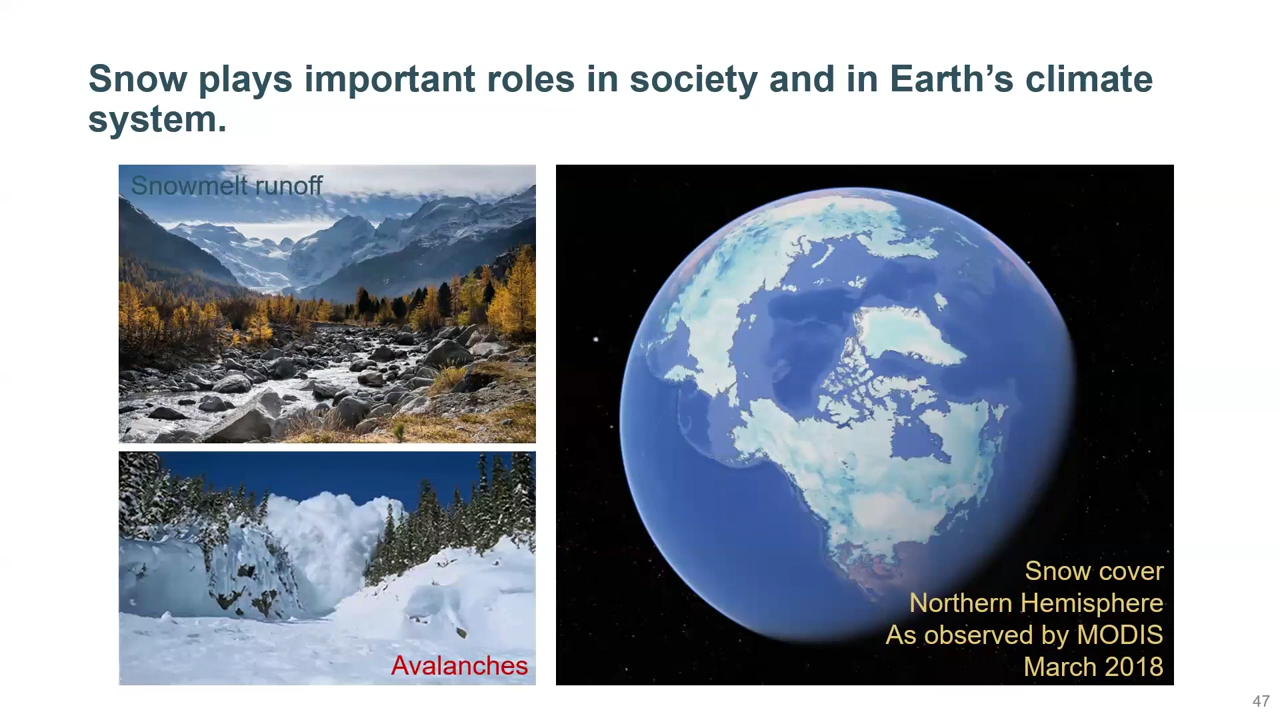 Snow plays important roles in society and in Earth’s climate
system.
Snowmelt runoff
Avalanches
Snow cover
Northern Hemisphere
As observed by MODIS
March 2018
47